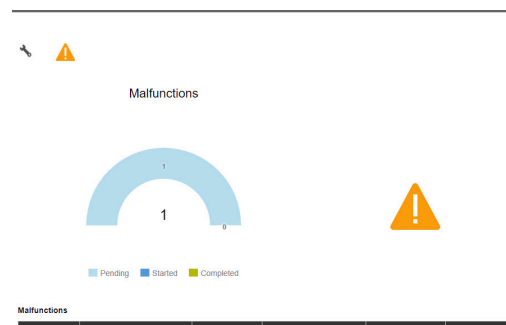 Malfunctions
1
1
0
Pending Started Completed
Malfunctions